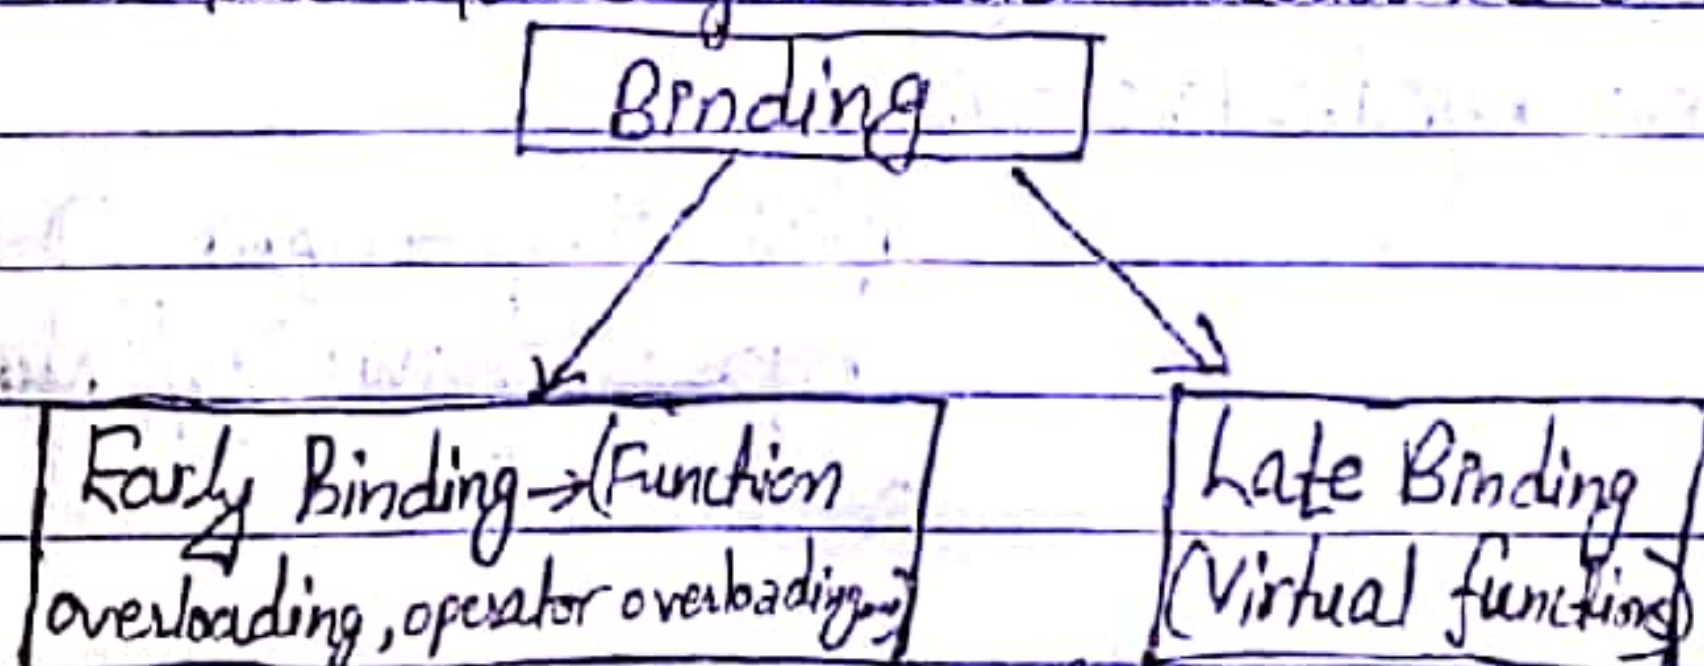 Binding
Early Binding→(Function
overloading, operator overloading...)
Late Binding
(Virtual functions)